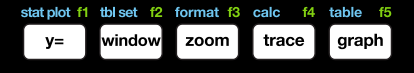 stat plot f1 tbl set f2 format f3 calc f4 table f5
y= window zoom trace graph